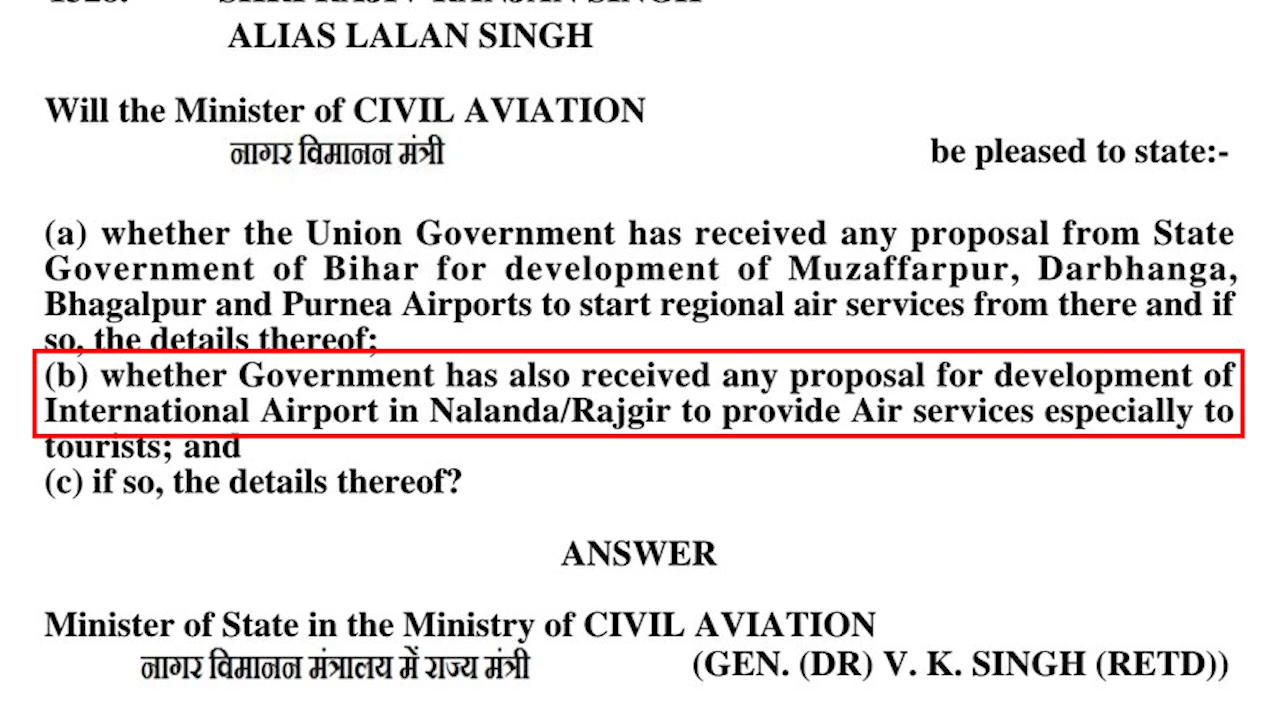 ALIAS LALAN SINGH
Will the Minister of CIVIL AVIATION
नागर विमानन मंत्री be pleased to state:-
(a) whether the Union Government has received any proposal from State
Government of Bihar for development of Muzaffarpur, Darbhanga,
Bhagalpur and Purnea Airports to start regional air services from there and if
so, the details thereof;
(b) whether Government has also received any proposal for development of
International Airport in Nalanda/Rajgir to provide Air services especially to
tourists; and
(c) if so, the details thereof?
ANSWER
Minister of State in the Ministry of CIVIL AVIATION
नागर विमानन मंत्रालय में राज्य मंत्री (GEN. (DR) V. K. SINGH (RETD))